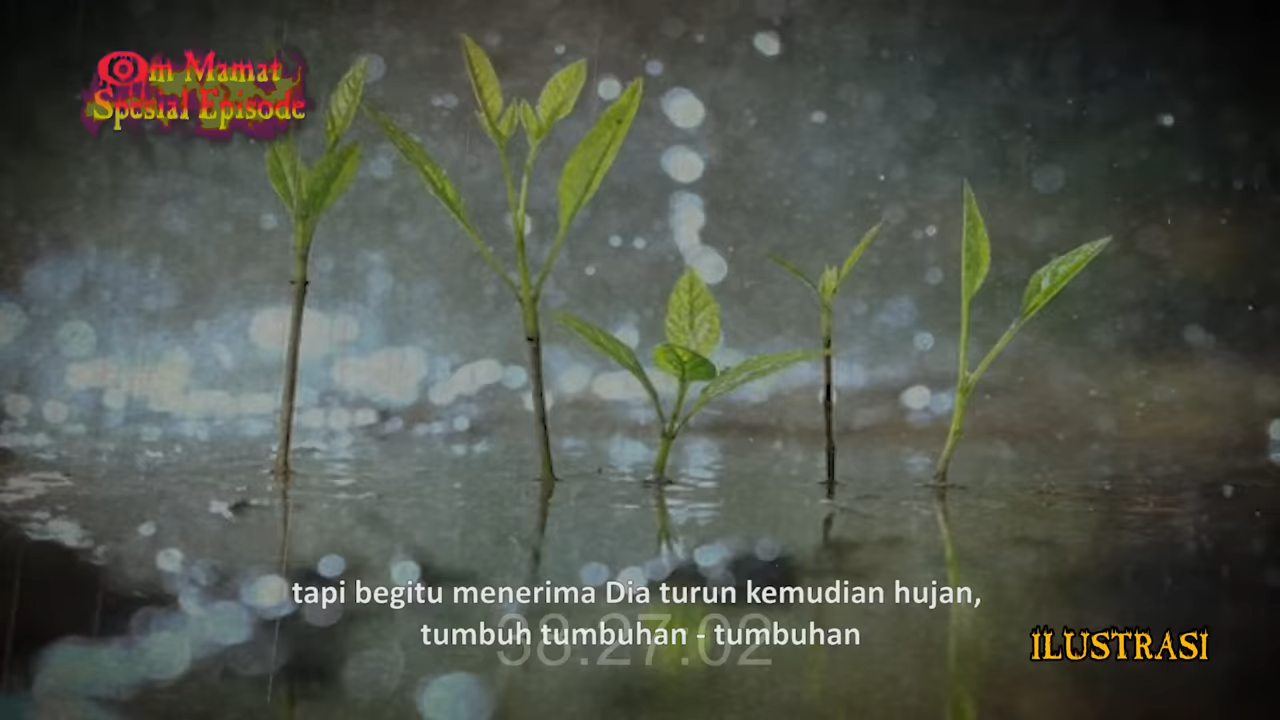 Om Mamat
Spesial Episode
tapi begitu menerima Dia turun kemudian hujan,
tumbuh tumbuhan - tumbuhan
38:27.02
ILUSTRASI